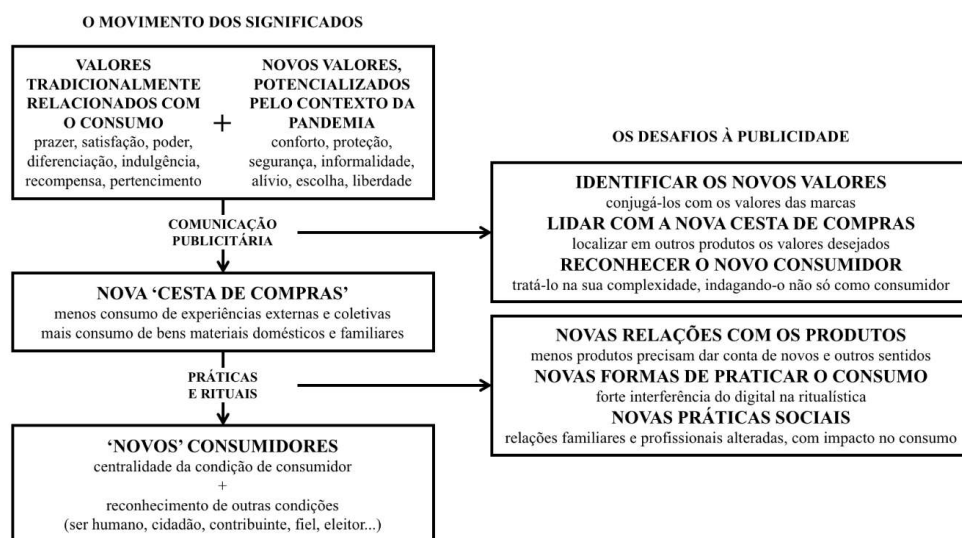 O MOVIMENTO DOS SIGNIFICADOS
VALORES
TRADICIONALMENTE
RELACIONADOS COM
O CONSUMO
prazer, satisfação, poder,
diferenciação, indulgência,
recompensa, pertencimento
+
NOVOS VALORES,
POTENCIALIZADOS
PELO CONTEXTO DA
PANDEMIA
conforto, proteção,
segurança, informalidade,
alívio, escolha, liberdade
COMUNICAÇÃO
PUBLICITÁRIA
NOVA ‘CESTA DE COMPRAS’
menos consumo de experiências externas e coletivas
mais consumo de bens materiais domésticos e familiares
PRÁTICAS
E RITUAIS
‘NOVOS’ CONSUMIDORES
centralidade da condição de consumidor
+
reconhecimento de outras condições
(ser humano, cidadão, contribuinte, fiel, eleitor...)
OS DESAFIOS À PUBLICIDADE
IDENTIFICAR OS NOVOS VALORES
conjugá-los com os valores das marcas
LIDAR COM A NOVA CESTA DE COMPRAS
localizar em outros produtos os valores desejados
RECONHECER O NOVO CONSUMIDOR
tratá-lo na sua complexidade, indagando-o não só como consumidor
NOVAS RELAÇÕES COM OS PRODUTOS
menos produtos precisam dar conta de novos e outros sentidos
NOVAS FORMAS DE PRATICAR O CONSUMO
forte interferência do digital na ritualística
NOVAS PRÁTICAS SOCIAIS
relações familiares e profissionais alteradas, com impacto no consumo